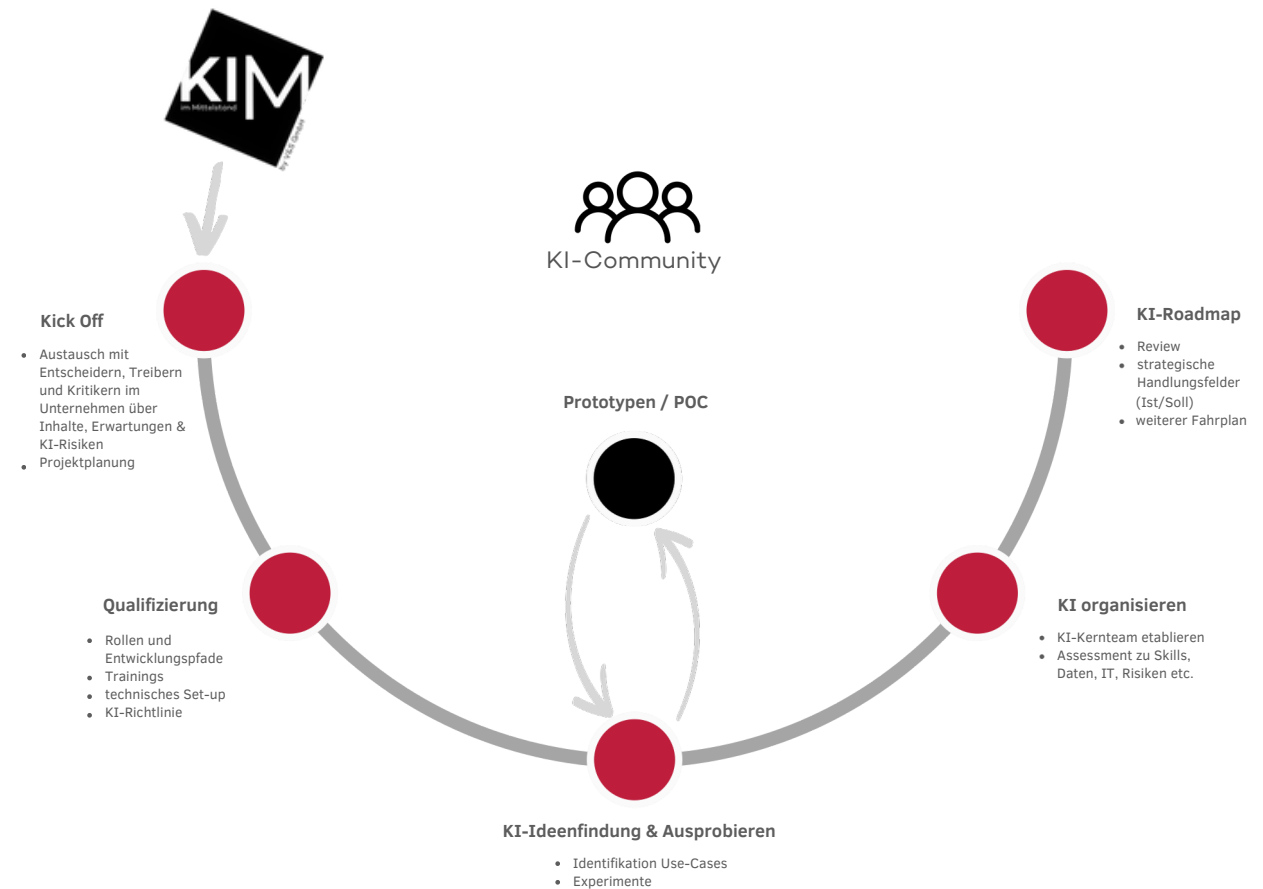 KIM
im Mittelstand
by V&S GmbH
KI-Community
Kick Off
Austausch mit
Entscheidern, Treibern
und Kritikern im
Unternehmen über
Inhalte, Erwartungen &
KI-Risiken
Projektplanung
Qualifizierung
Rollen und
Entwicklungspfade
Trainings
technisches Set-up
KI-Richtlinie
Prototypen / POC
KI-Ideenfindung & Ausprobieren
Identifikation Use-Cases
Experimente
KI organisieren
KI-Kernteam etablieren
Assessment zu Skills,
Daten, IT, Risiken etc.
KI-Roadmap
Review
strategische
Handlungsfelder
(Ist/Soll)
weiterer Fahrplan